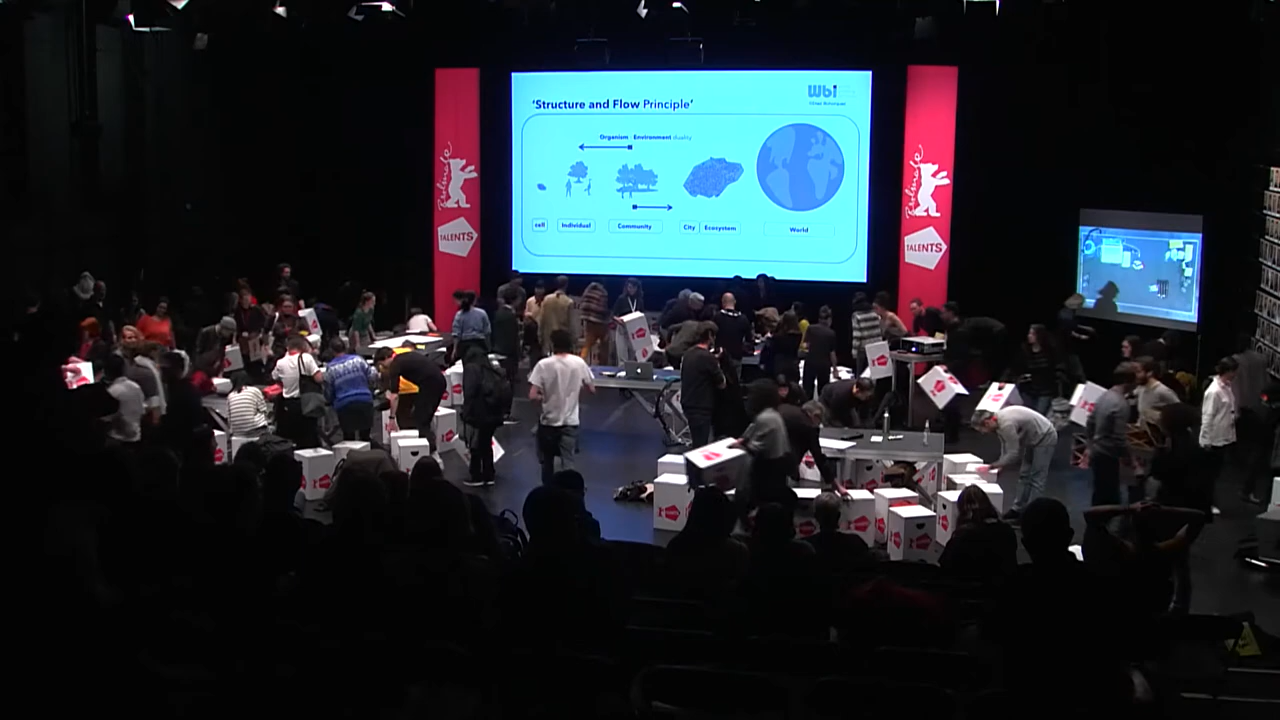 'Structure and Flow Principle'
Wbi
Organism Environment duality
cell
Individual
Community
City
Ecosystem
World
Berlinale
TALENTS
Berlinale
TALENTS